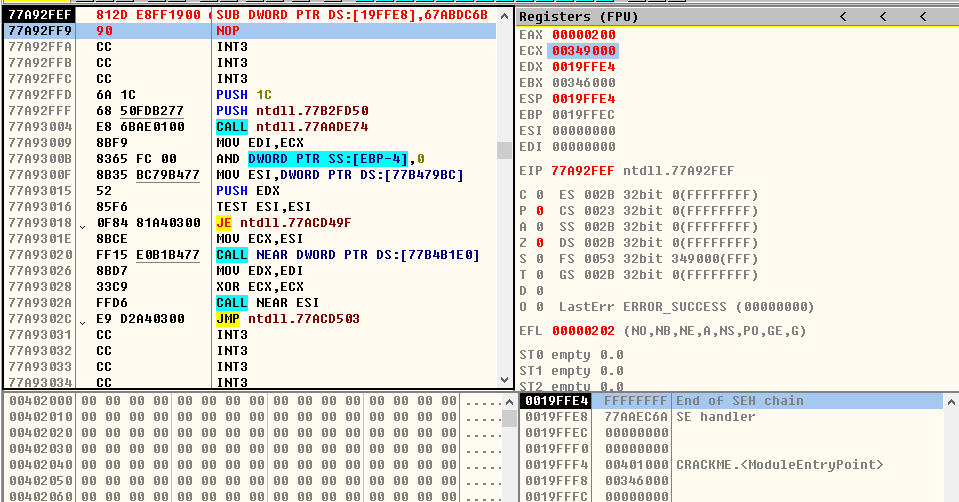 77A92FEF 812D E8FF1900 SUB DWORD PTR DS:[19FFE8],67ABDC6B
77A92FF9 90 NOP
77A92FFA CC INT3
77A92FFB CC INT3
77A92FFC CC INT3
77A92FFD 6A 1C PUSH 1C
77A92FFF 68 50FDB277 PUSH ntdll.77B2FD50
77A93004 E8 6BAE0100 CALL ntdll.77AADE74
77A93009 8BF9 MOV EDI,ECX
77A9300B 8365 FC 00 AND DWORD PTR SS:[EBP-4],0
77A9300F 8B35 BC79B477 MOV ESI,DWORD PTR DS:[77B479BC]
77A93015 52 PUSH EDX
77A93016 85F6 TEST ESI,ESI
77A93018 0F84 81A40300 JE ntdll.77ACD49F
77A9301E 8BCE MOV ECX,ESI
77A93020 FF15 E0B1B477 CALL NEAR DWORD PTR DS:[77B4B1E0]
77A93026 8BD7 MOV EDX,EDI
77A93028 33C9 XOR ECX,ECX
77A9302A FFD6 CALL NEAR ESI
77A9302C E9 D2A40300 JMP ntdll.77ACD503
77A93031 CC INT3
77A93032 CC INT3
77A93033 CC INT3
77A93034 CC INT3
Registers (FPU) < < <
EAX 00000200
ECX 00349000
EDX 0019FFE4
EBX 00346000
ESP 0019FFE4
EBP 0019FFEC
ESI 00000000
EDI 00000000
EIP 77A92FEF ntdll.77A92FEF
C 0 ES 002B 32bit 0(FFFFFFFF)
P 0 CS 0023 32bit 0(FFFFFFFF)
A 0 SS 002B 32bit 0(FFFFFFFF)
Z 0 DS 002B 32bit 0(FFFFFFFF)
S 0 FS 0053 32bit 349000(FFF)
T 0 GS 002B 32bit 0(FFFFFFFF)
D 0
O 0 LastErr ERROR_SUCCESS (00000000)
EFL 00000202 (NO,NB,NE,A,NS,PO,GE,G)
ST0 empty 0.0
ST1 empty 0.0
ST2 empty 0.0
00402000 00 00 00 00 00 00 00 00 00 00 00 00 00 00 00 00 .....
00402010 00 00 00 00 00 00 00 00 00 00 00 00 00 00 00 00 .....
00402020 00 00 00 00 00 00 00 00 00 00 00 00 00 00 00 00 .....
00402030 00 00 00 00 00 00 00 00 00 00 00 00 00 00 00 00 .....
00402040 00 00 00 00 00 00 00 00 00 00 00 00 00 00 00 00 .....
00402050 00 00 00 00 00 00 00 00 00 00 00 00 00 00 00 00 .....
00402060 00 00 00 00 00 00 00 00 00 00 00 00 00 00 00 00 .....
0019FFE4 FFFFFFFF End of SEH chain
0019FFE8 77AAEC6A SE handler
0019FFEC 00000000
0019FFF0 00000000
0019FFF4 00401000 CRACKME.<ModuleEntryPoint>
0019FFF8 00346000
0019FFFC 00000000